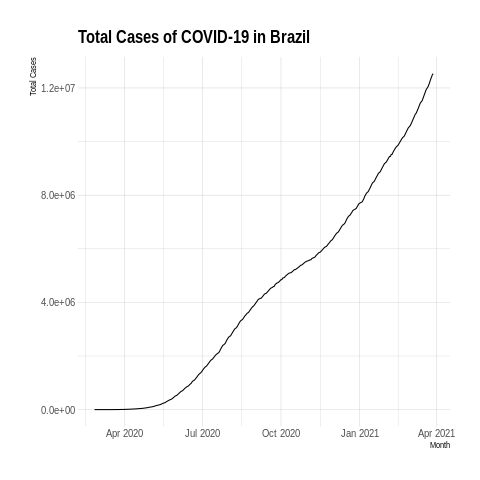 Total Cases of COVID-19 in Brazil
Total Cases
1.2e+07
8.0e+06
4.0e+06
0.0e+00
Apr 2020 Jul 2020 Oct 2020 Jan 2021 Apr 2021
Month